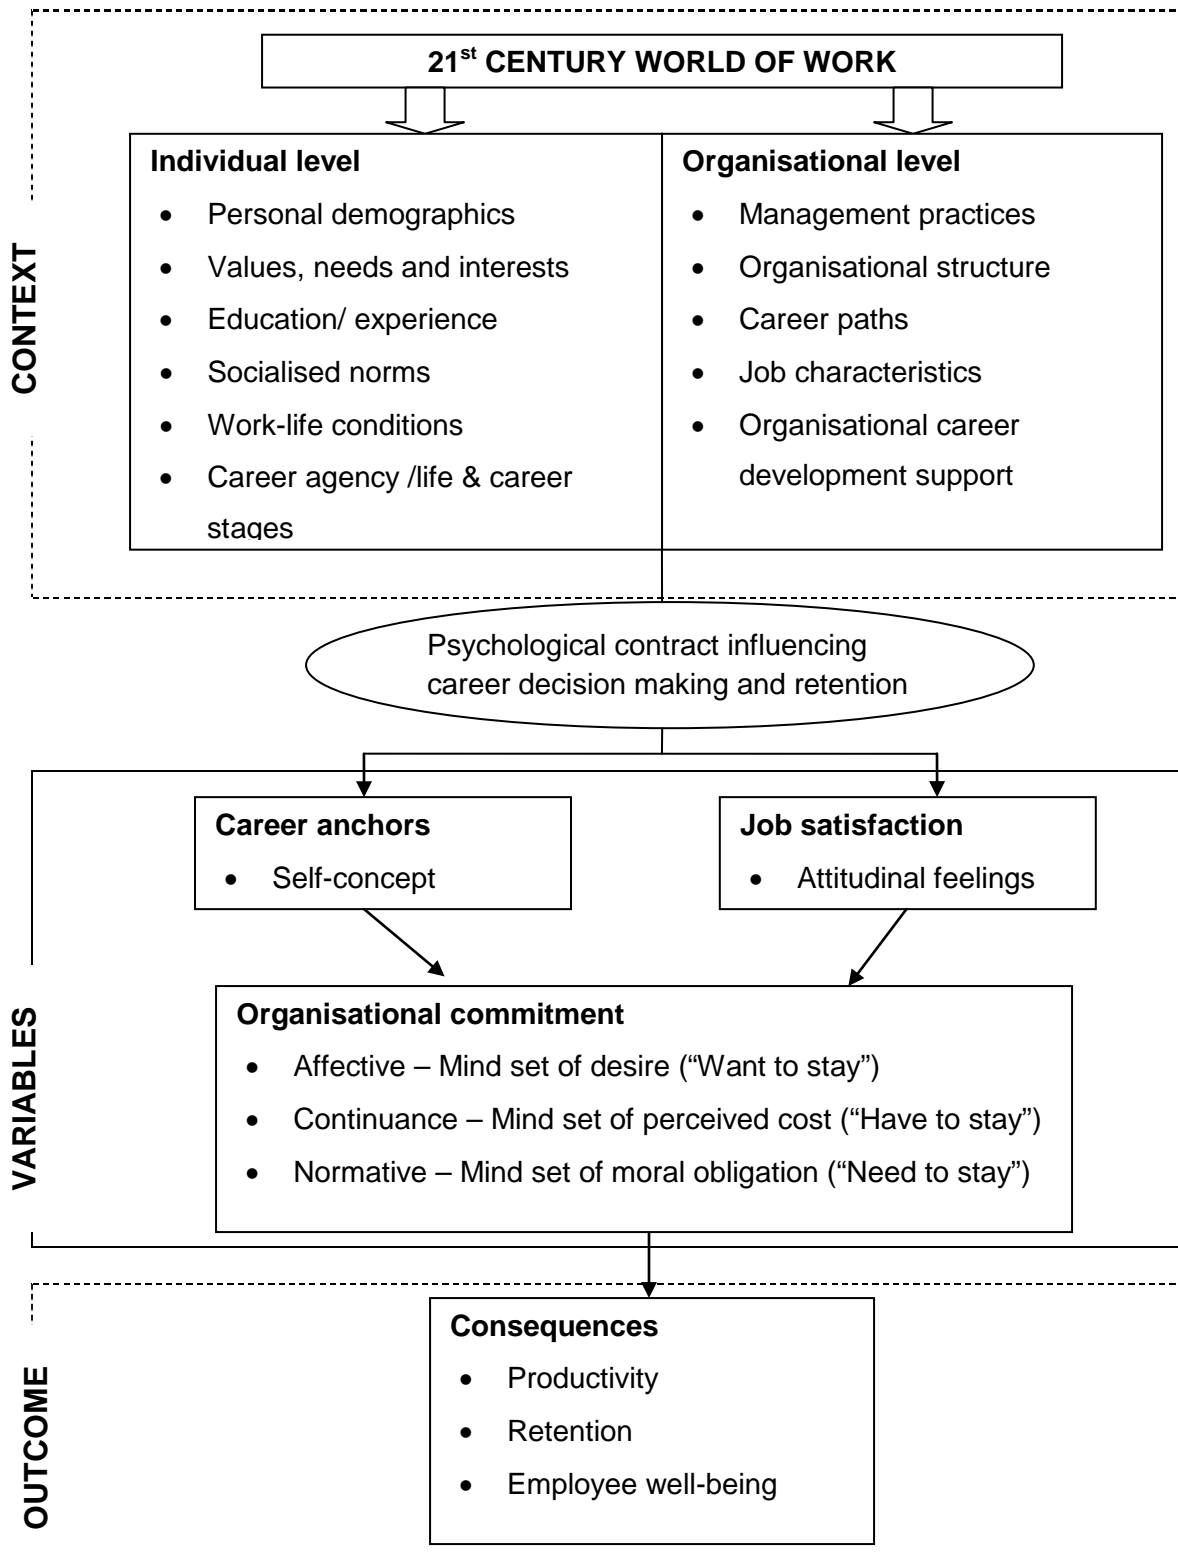 21st CENTURY WORLD OF WORK
CONTEXT
Individual level
• Personal demographics
• Values, needs and interests
• Education/ experience
• Socialised norms
• Work-life conditions
• Career agency /life & career
stages
Organisational level
• Management practices
• Organisational structure
• Career paths
• Job characteristics
• Organisational career
development support
Psychological contract influencing
career decision making and retention
VARIABLES
Career anchors
• Self-concept
Job satisfaction
• Attitudinal feelings
Organisational commitment
• Affective – Mind set of desire (“Want to stay”)
• Continuance – Mind set of perceived cost (“Have to stay”)
• Normative – Mind set of moral obligation (“Need to stay”)
OUTCOME
Consequences
• Productivity
• Retention
• Employee well-being